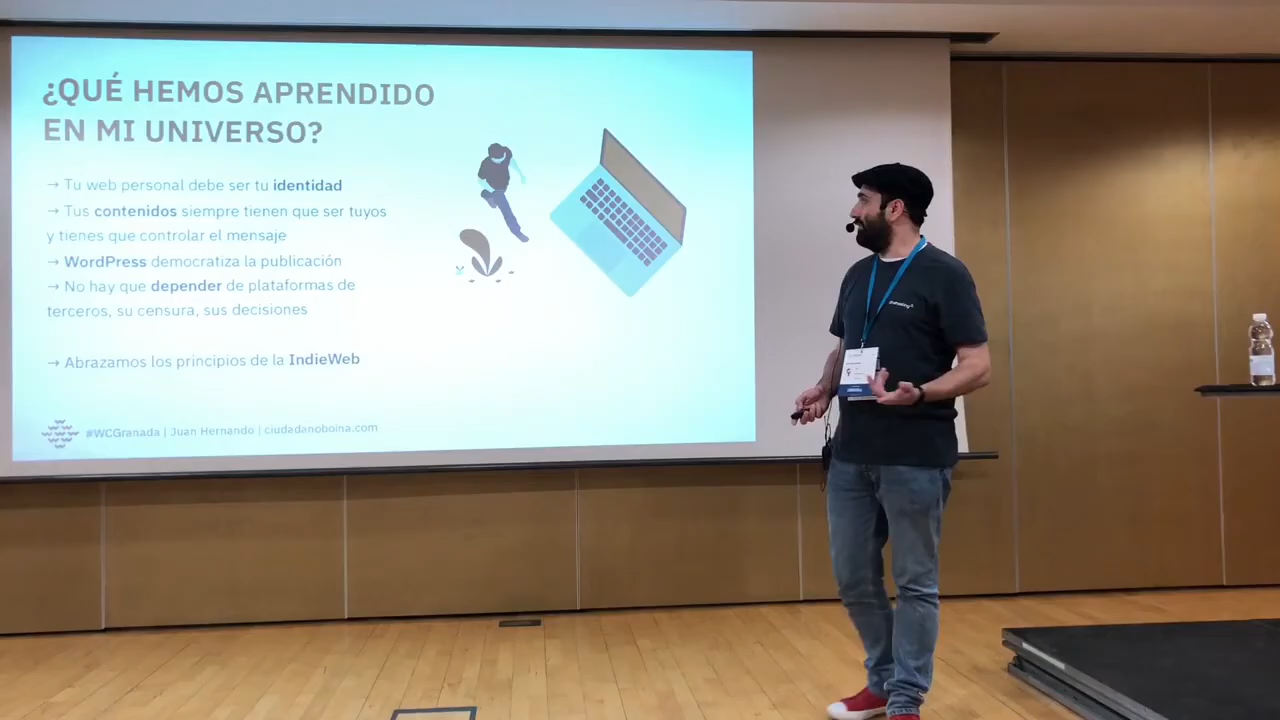 ¿QUÉ HEMOS APRENDIDO
EN MI UNIVERSO?
→ Tu web personal debe ser tu identidad
→ Tus contenidos siempre tienen que ser tuyos
y tienes que controlar el mensaje
→ WordPress democratiza la publicación
→ No hay que depender de plataformas de
terceros, su censura, sus decisiones
→ Abrazamos los principios de la IndieWeb
#WCGranada | Juan Hernando | ciudadanoboina.com